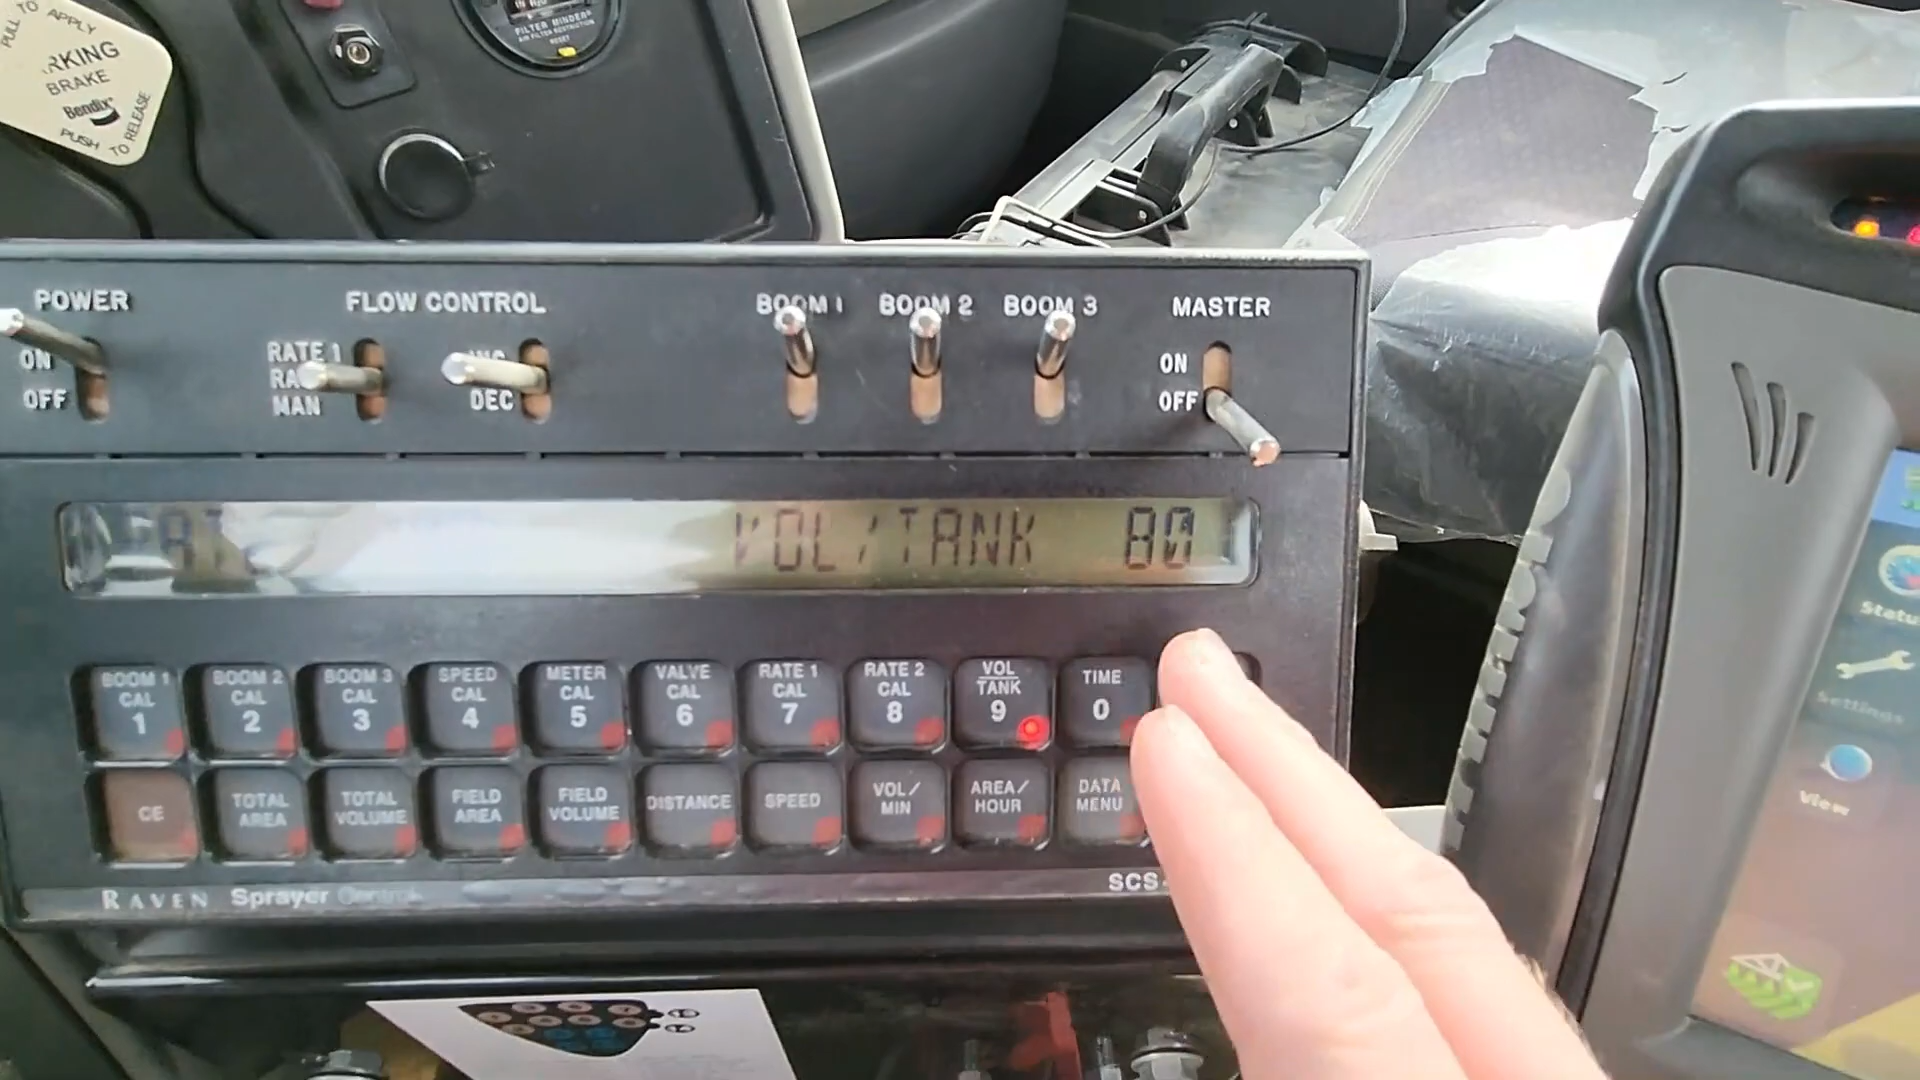 PULL TO APPLY
PARKING
BRAKE
Bendix
PUSH TO RELEASE
FILTER MINDER
AIR FILTER RESTRICTION
RESET
POWER
ON
OFF
FLOW CONTROL
RATE 1
MAN
DEC
BOOM 1
BOOM 2
BOOM 3
MASTER
ON
OFF
VOL/TANK 80
BOOM 1 CAL 1
BOOM 2 CAL 2
BOOM 3 CAL 3
SPEED CAL 4
METER CAL 5
VALVE CAL 6
RATE 1 CAL 7
RATE 2 CAL 8
VOL TANK 9
TIME 0
CE
TOTAL AREA
TOTAL VOLUME
FIELD AREA
FIELD VOLUME
DISTANCE
SPEED
VOL/ MIN
AREA/ HOUR
DATA MENU
RAVEN Sprayer Control
SCS
Settings
View